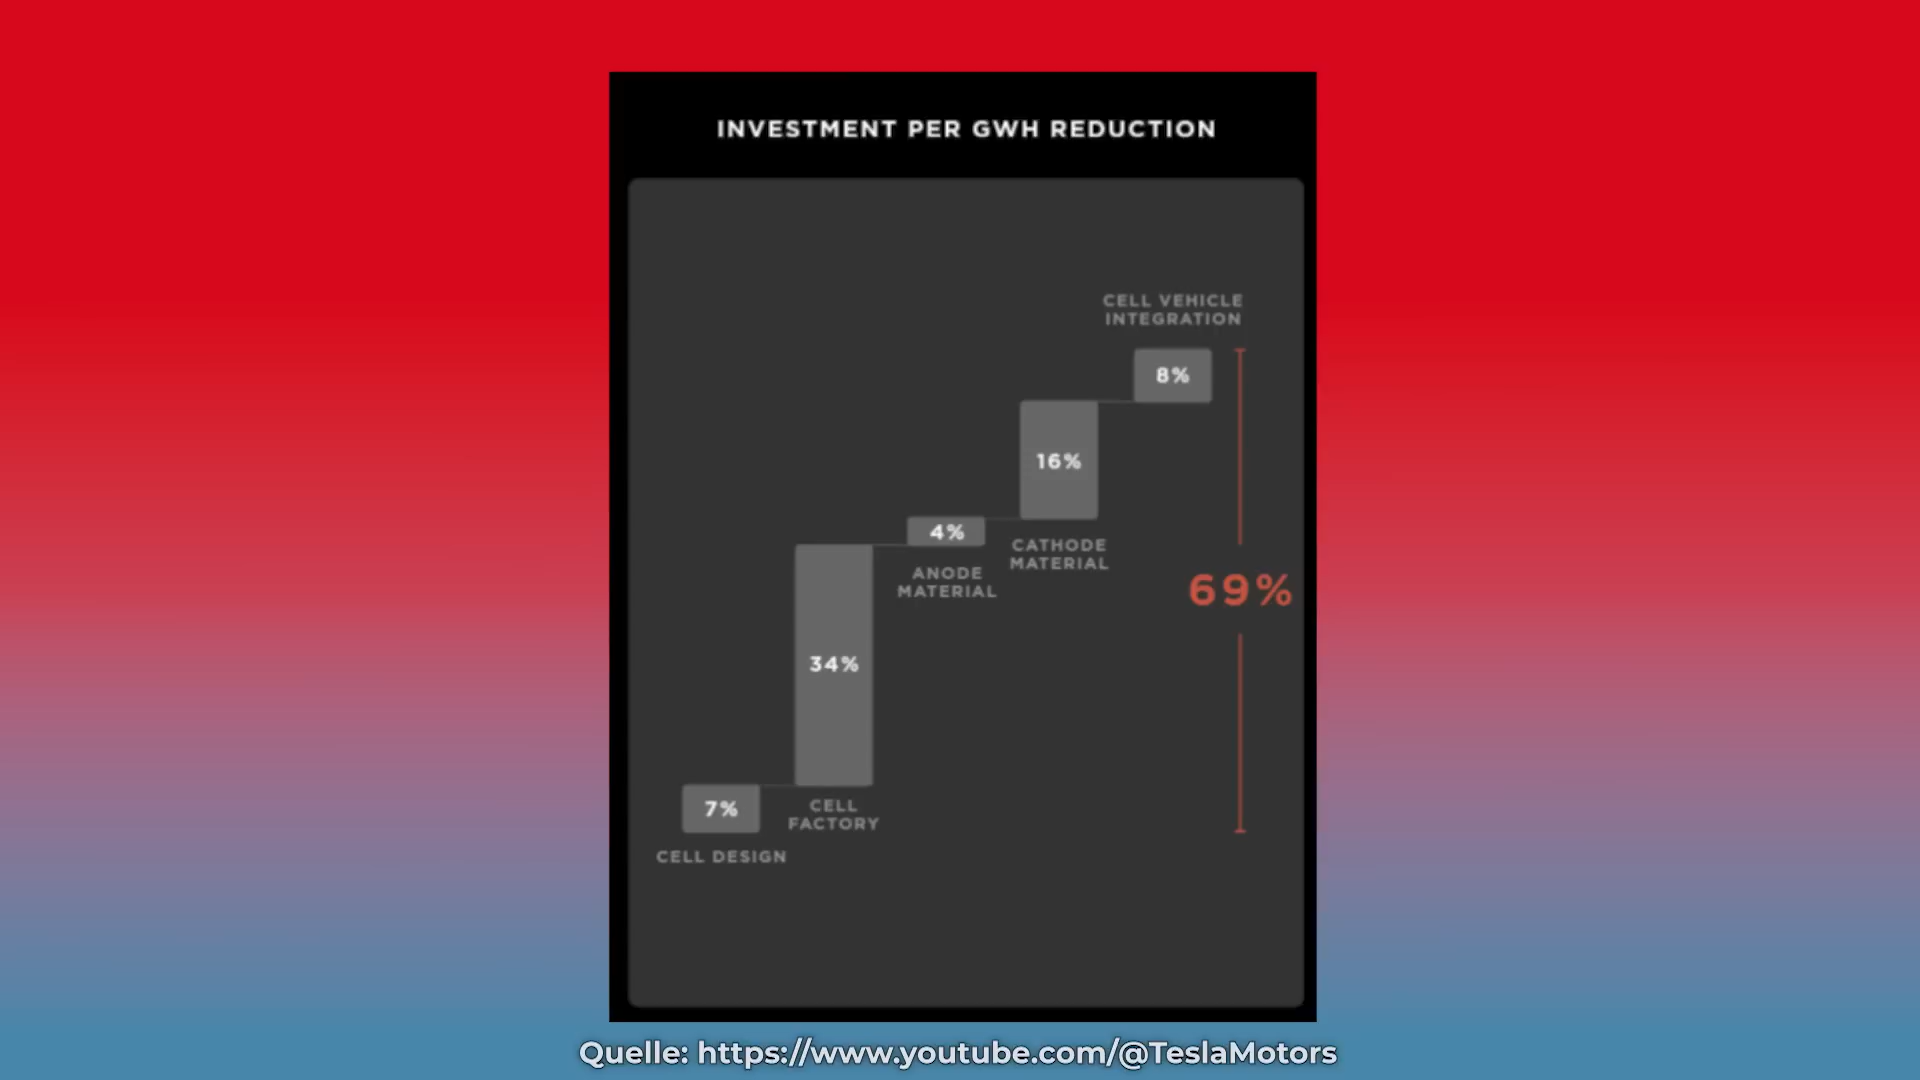 INVESTMENT PER GWH REDUCTION
CELL VEHICLE
INTEGRATION
8%
16%
4%
CATHODE
MATERIAL
ANODE
MATERIAL
69%
34%
7%
CELL
FACTORY
CELL DESIGN
Quelle: https://www.youtube.com/@TeslaMotors